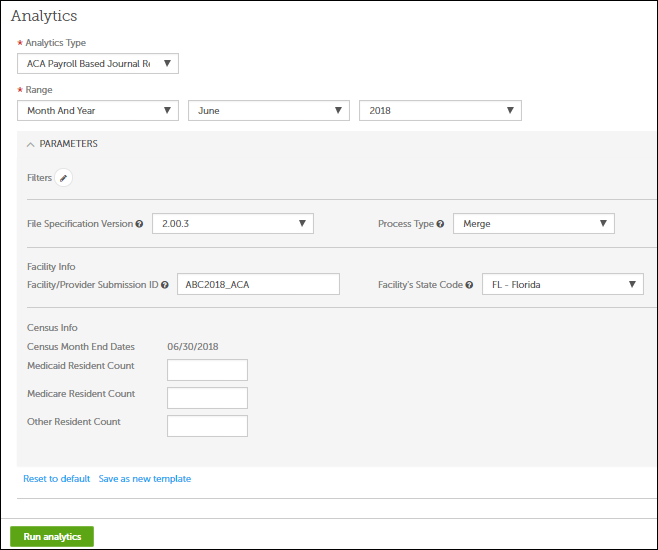 Analytics
* Analytics Type
ACA Payroll Based Journal Re
* Range
Month And Year June 2018
PARAMETERS
Filters
File Specification Version 2.00.3 Process Type Merge
Facility Info
Facility/Provider Submission ID ABC2018_ACA Facility's State Code FL - Florida
Census Info
Census Month End Dates 06/30/2018
Medicaid Resident Count
Medicare Resident Count
Other Resident Count
Reset to default Save as new template
Run analytics